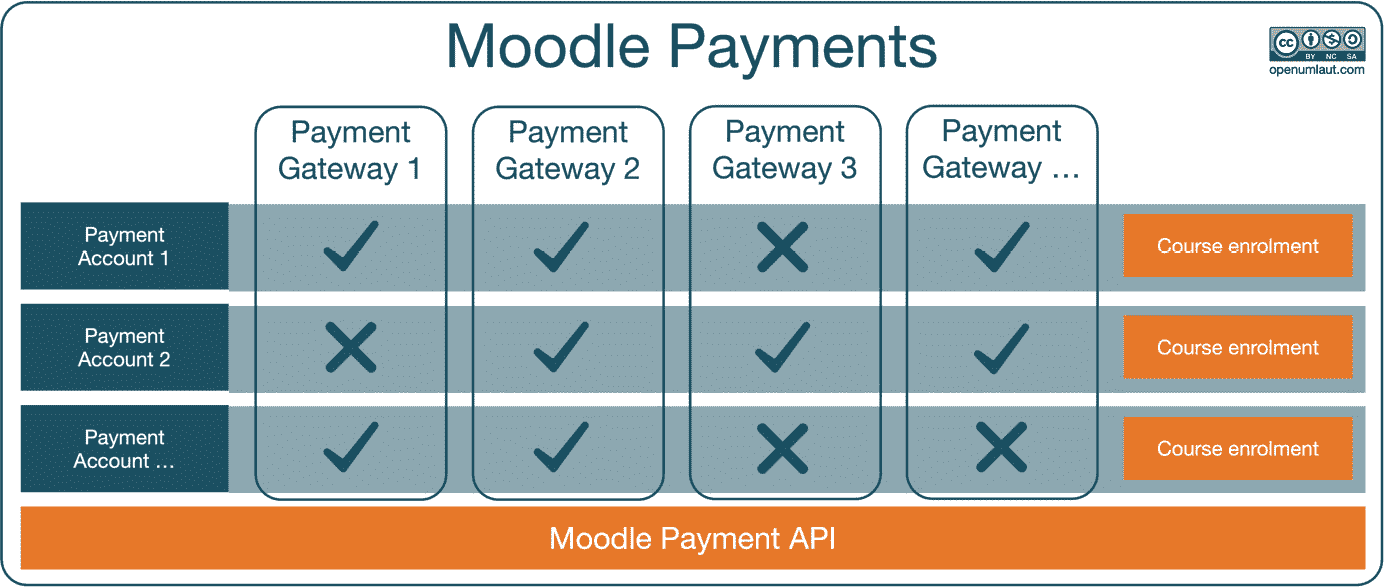 Moodle Payments
cc
BY NC SA
openumlaut.com
Payment
Gateway 1
Payment
Gateway 2
Payment
Gateway 3
Payment
Gateway ...
Payment
Account 1
Course enrolment
Payment
Account 2
Course enrolment
Payment
Account ...
Course enrolment
Moodle Payment API